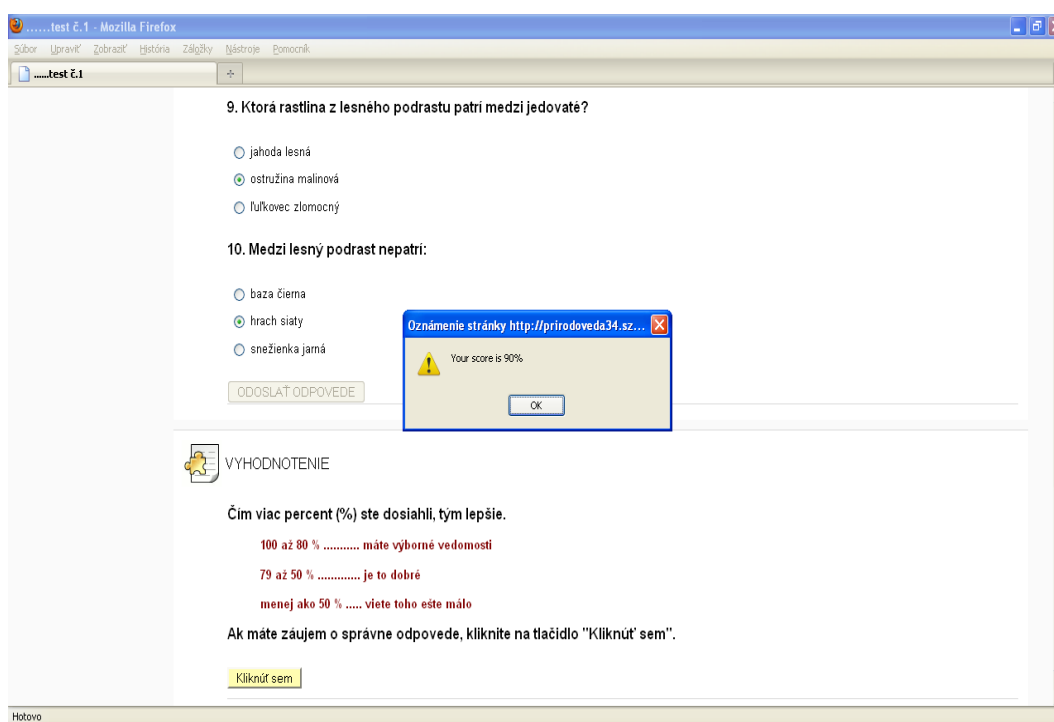 ......test č.1 - Mozilla Firefox
Súbor Upraviť Zobraziť História Záložky Nástroje Pomocník
.....test č.1
9. Ktorá rastlina z lesného podrastu patrí medzi jedovaté?
jahoda lesná
ostružina malinová
ľuľkovec zlomocný
10. Medzi lesný podrast nepatrí:
baza čierna
hrach siaty
snežienka jarná
ODOSLAŤ ODPOVEDE
Oznámenie stránky http://prirodoveda34.sz...
Your score is 90%
OK
VYHODNOTENIE
Čím viac percent (%) ste dosiahli, tým lepšie.
100 až 80 % ........... máte výborné vedomosti
79 až 50 % ............. je to dobré
menej ako 50 % ..... viete toho ešte málo
Ak máte záujem o správne odpovede, kliknite na tlačidlo "Kliknúť sem".
Kliknúť sem
Hotovo